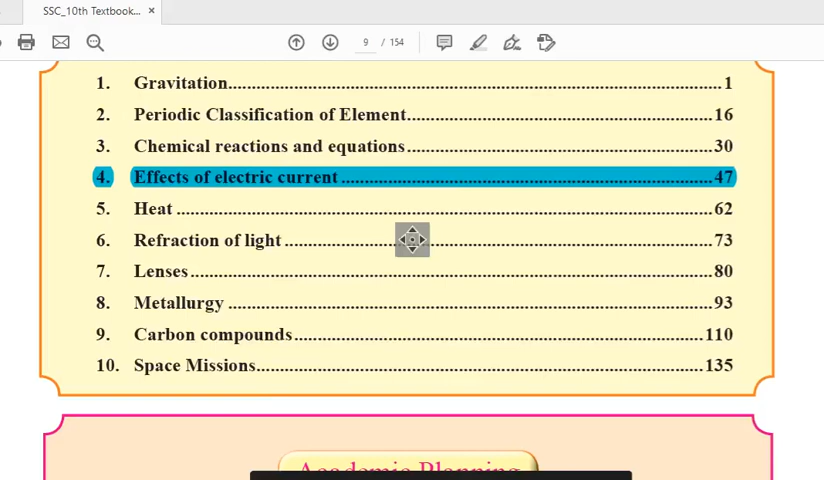 SSC_10th Textbook...
9 / 154
1. Gravitation 1
2. Periodic Classification of Element 16
3. Chemical reactions and equations 30
4. Effects of electric current 47
5. Heat 62
6. Refraction of light 73
7. Lenses 80
8. Metallurgy 93
9. Carbon compounds 110
10. Space Missions 135
Academic Planning